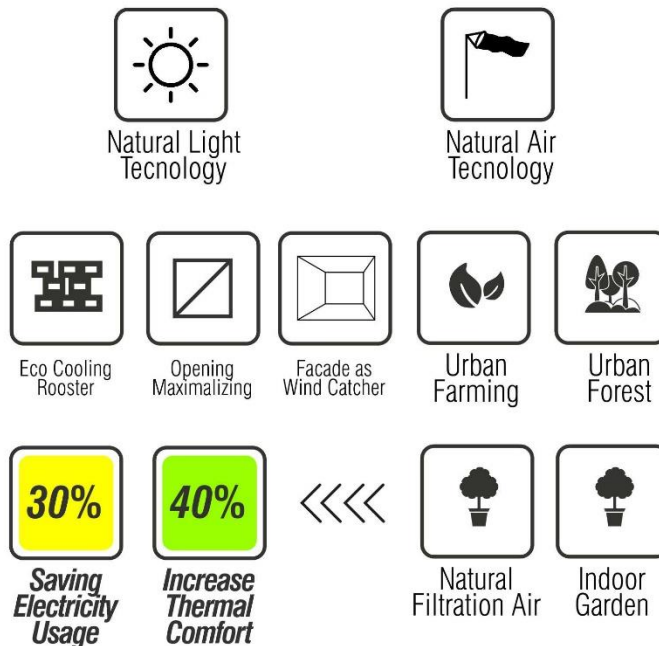 Natural Light
Tecnology
Natural Air
Tecnology
Eco Cooling
Rooster
Opening
Maximalizing
Facade as
Wind Catcher
Urban
Farming
Urban
Forest
30%
Saving
Electricity
Usage
40%
Increase
Thermal
Comfort
Natural
Filtration Air
Indoor
Garden